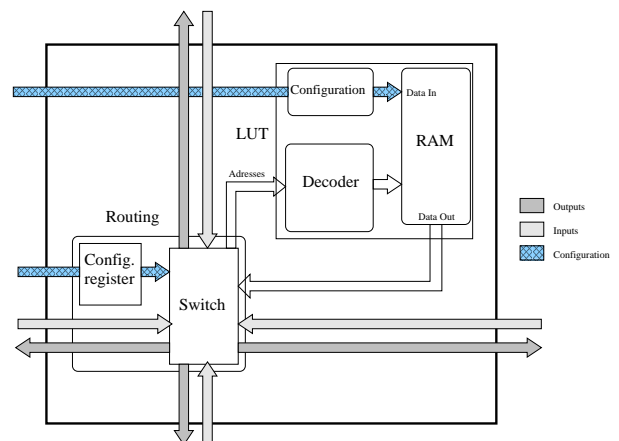 Configuration
Data In
LUT
RAM
Adresses
Decoder
Data Out
Routing
Config.
register
Switch
Outputs
Inputs
Configuration